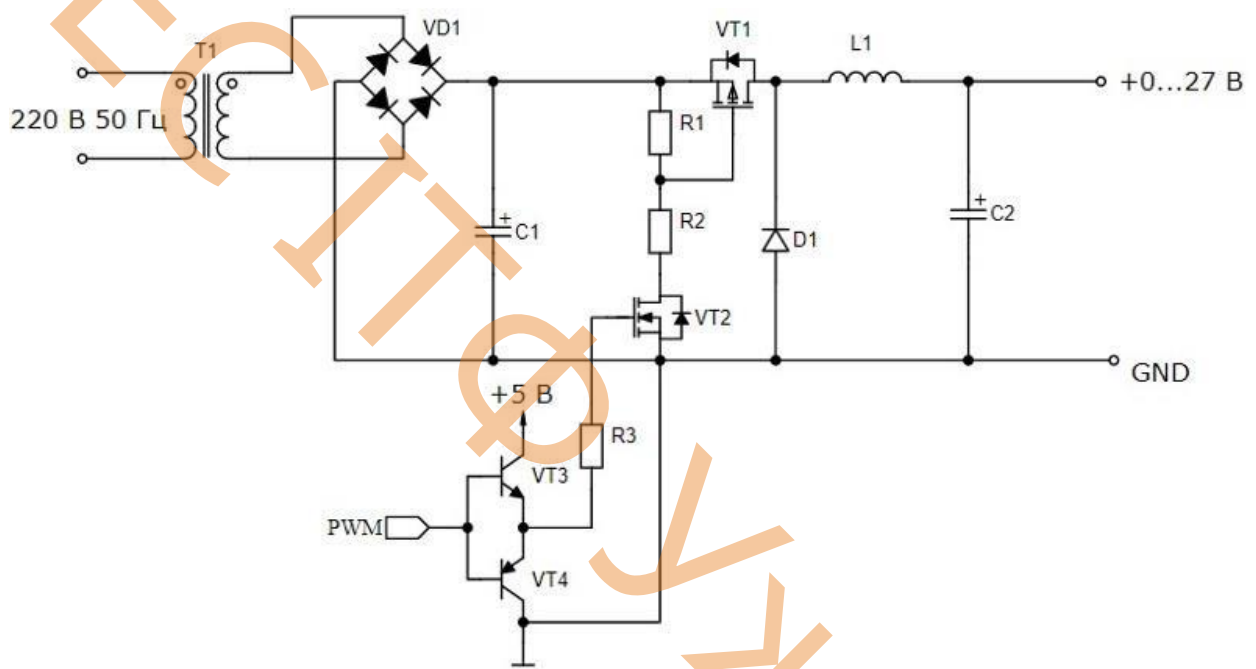 T1
VD1
VT1
L1
+0...27 В
220 В 50 Гц
R1
R2
+
C1
D1
+
C2
VT2
GND
+5 В
R3
VT3
PWM
VT4